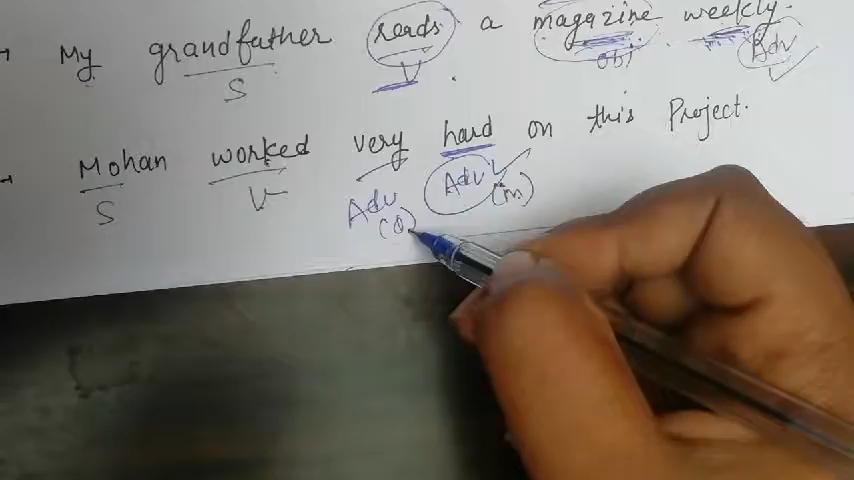 → My grandfather reads a magazine weekly.
S V obj Adv
→ Mohan worked very hard on this Project.
S V Adv Adv (m)